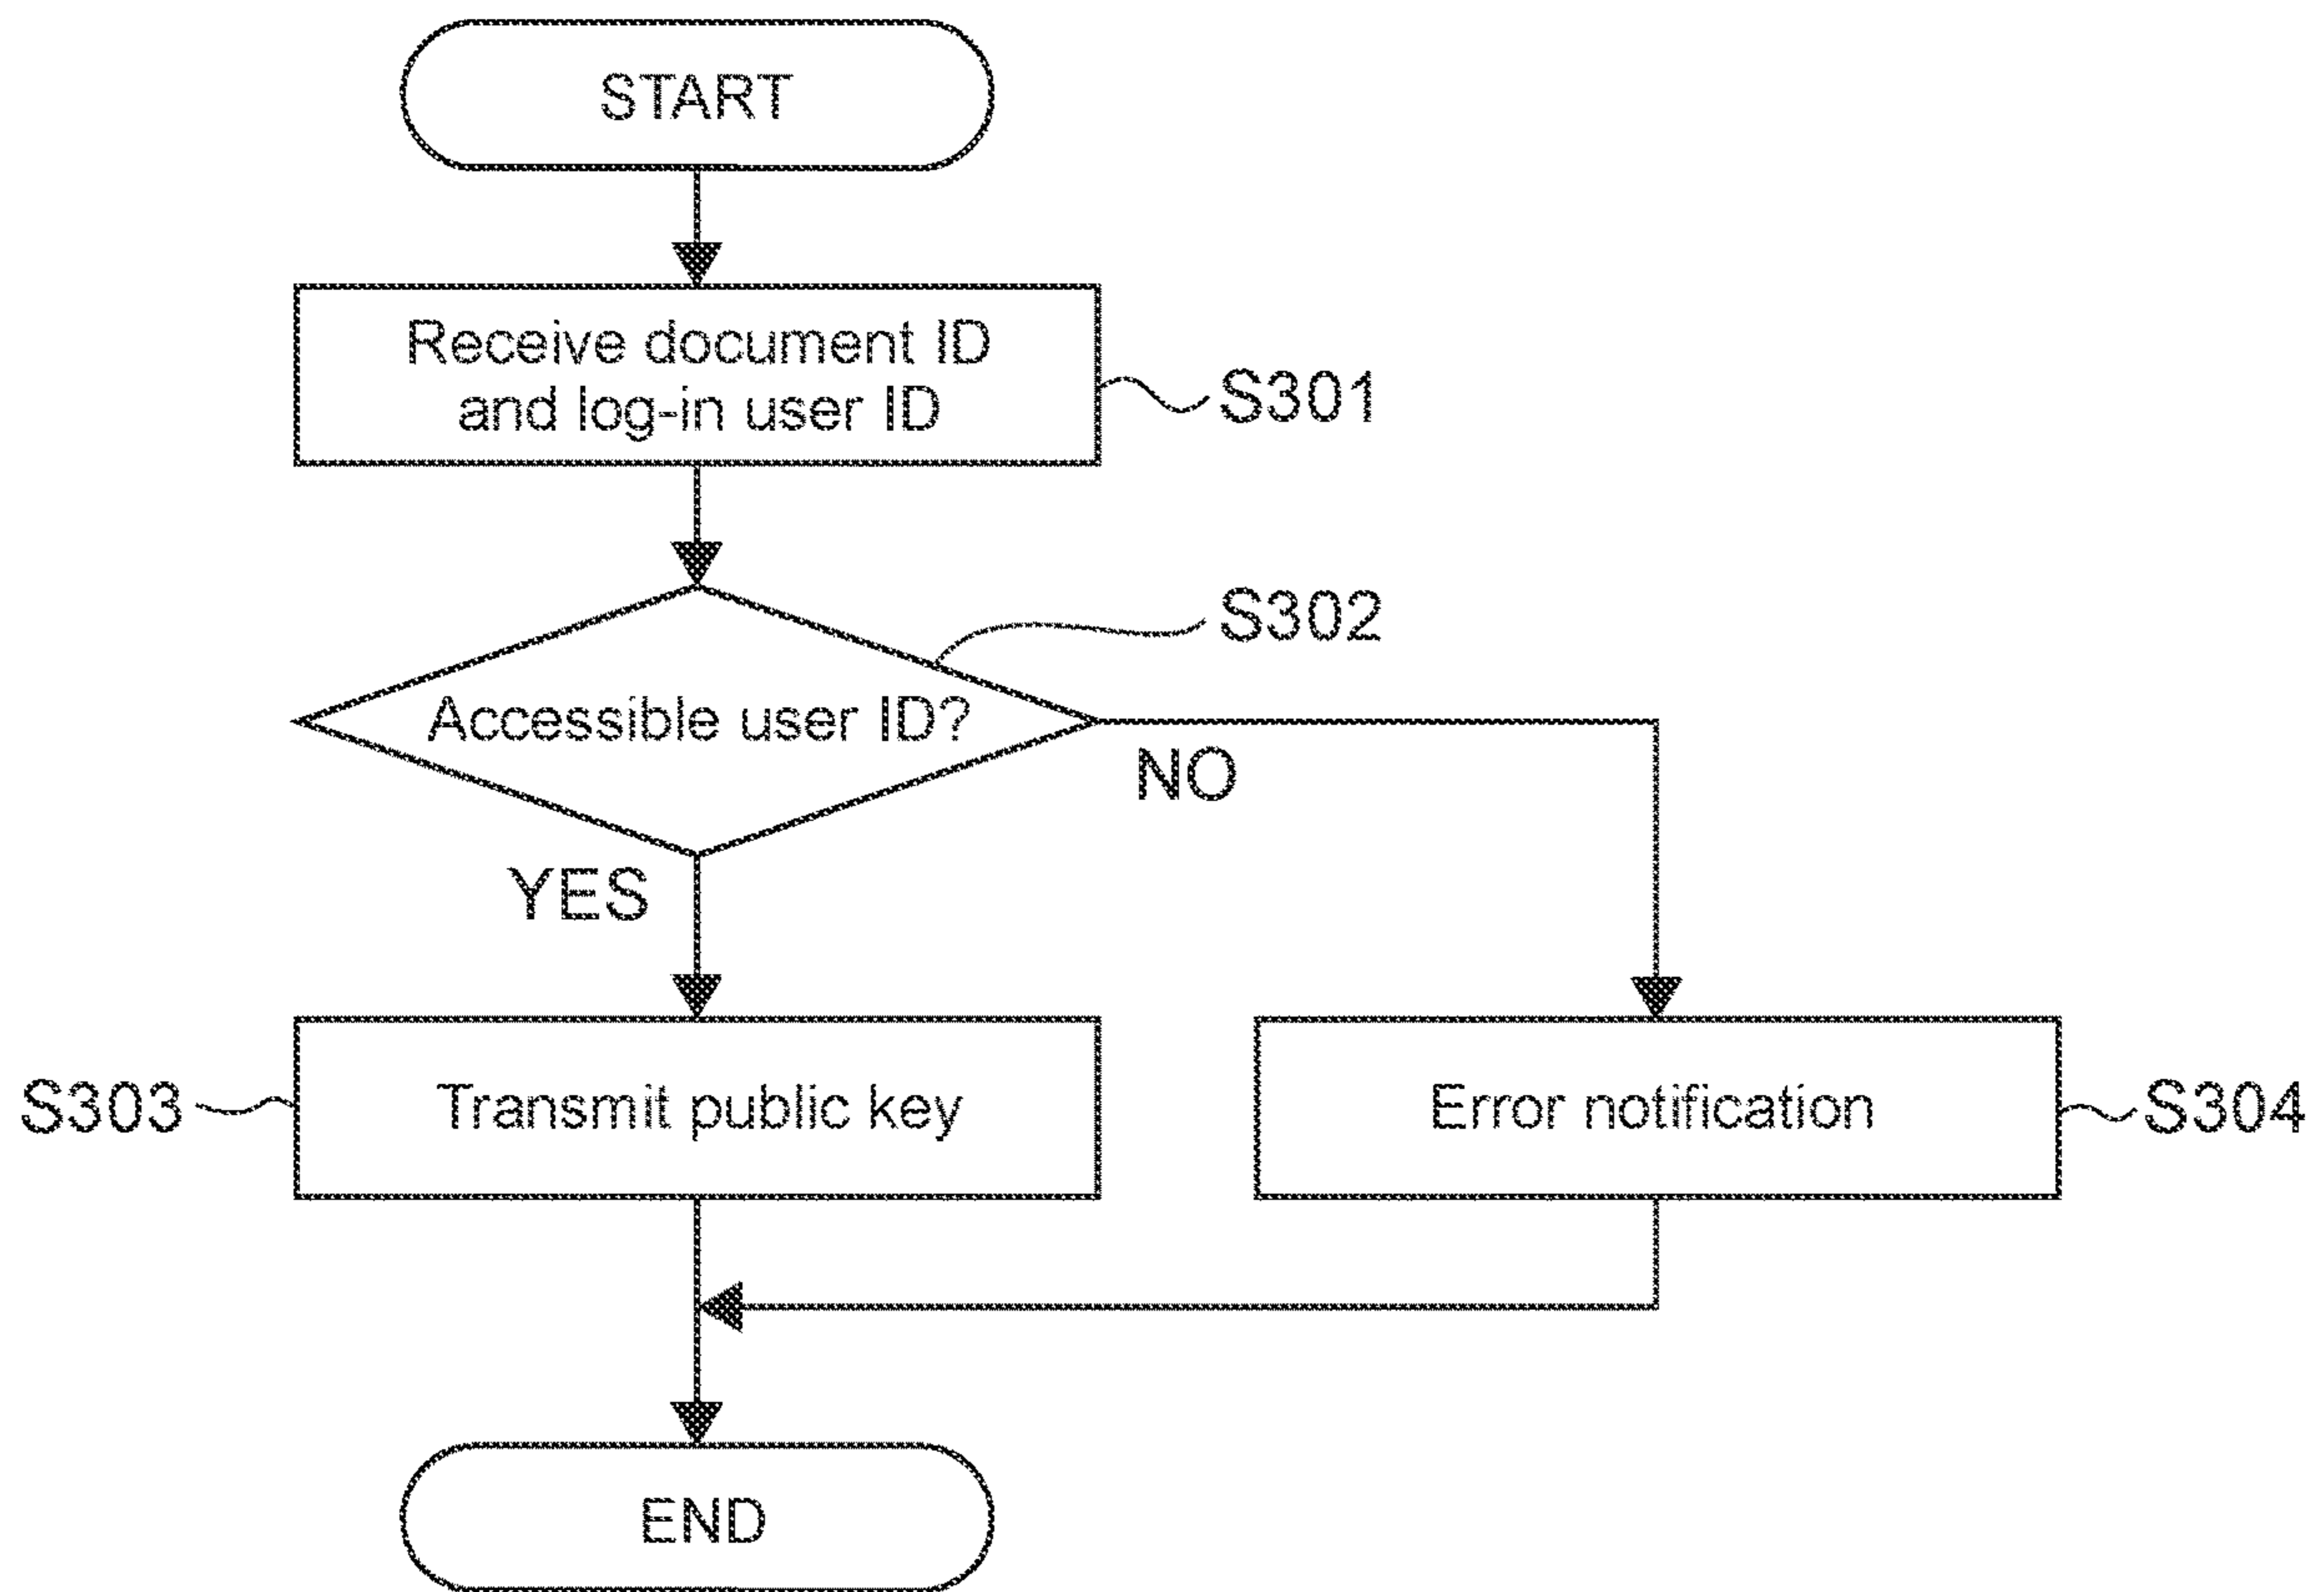 START
Receive document ID
and log-in user ID
S301
S302
Accessible user ID?
NO
YES
S303
Transmit public key
Error notification
S304
END